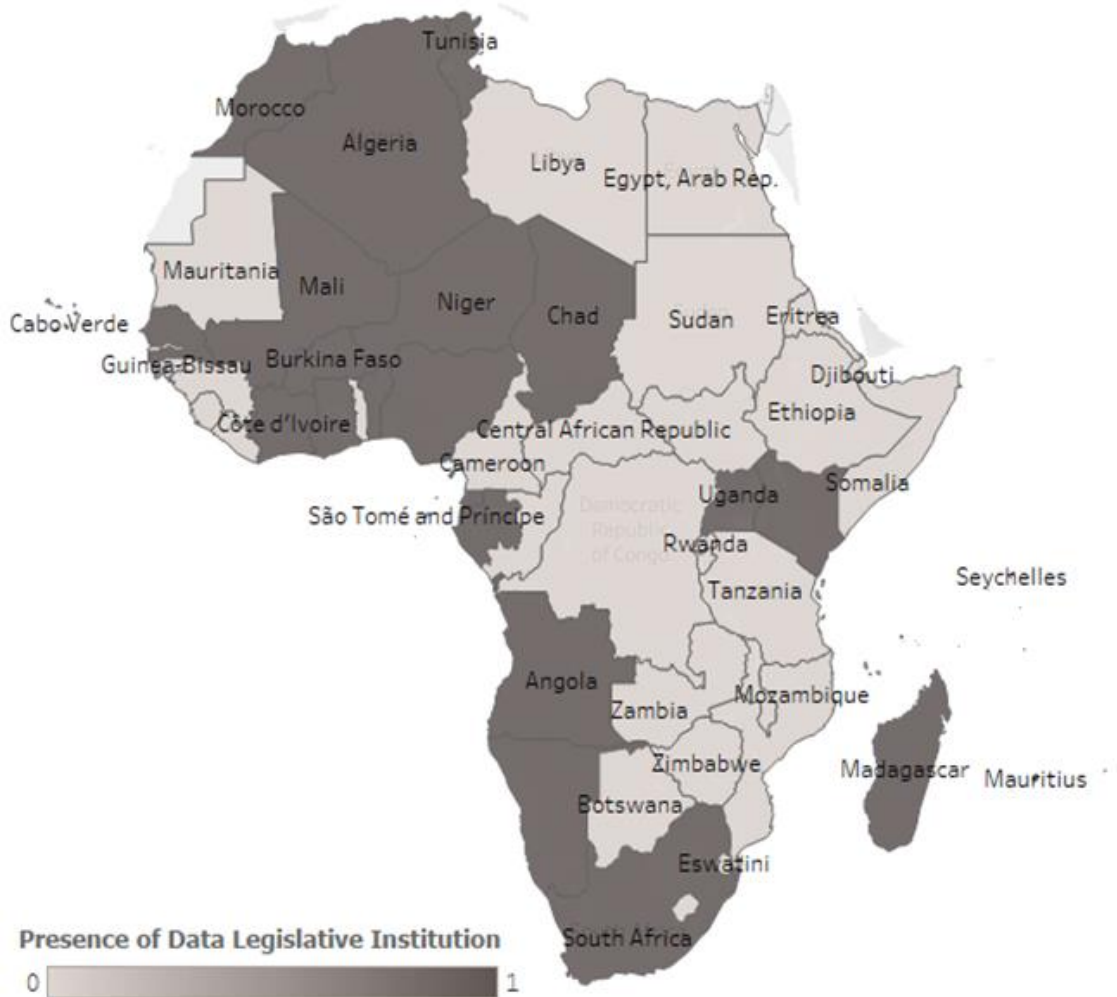 Tunisia
Morocco
Algeria
Libya
Egypt, Arab Rep.
Mauritania
Mali
Niger
Chad
Sudan
Eritrea
Cabo Verde
Guinea-Bissau
Burkina Faso
Djibouti
Ethiopia
Côte d'Ivoire
Central African Republic
Cameroon
Somalia
Uganda
São Tomé and Príncipe
Democratic
Republic
of Congo
Rwanda
Seychelles
Tanzania
Angola
Mozambique
Zambia
Zimbabwe
Madagascar
Mauritius
Botswana
Eswatini
South Africa
Presence of Data Legislative Institution
0 1